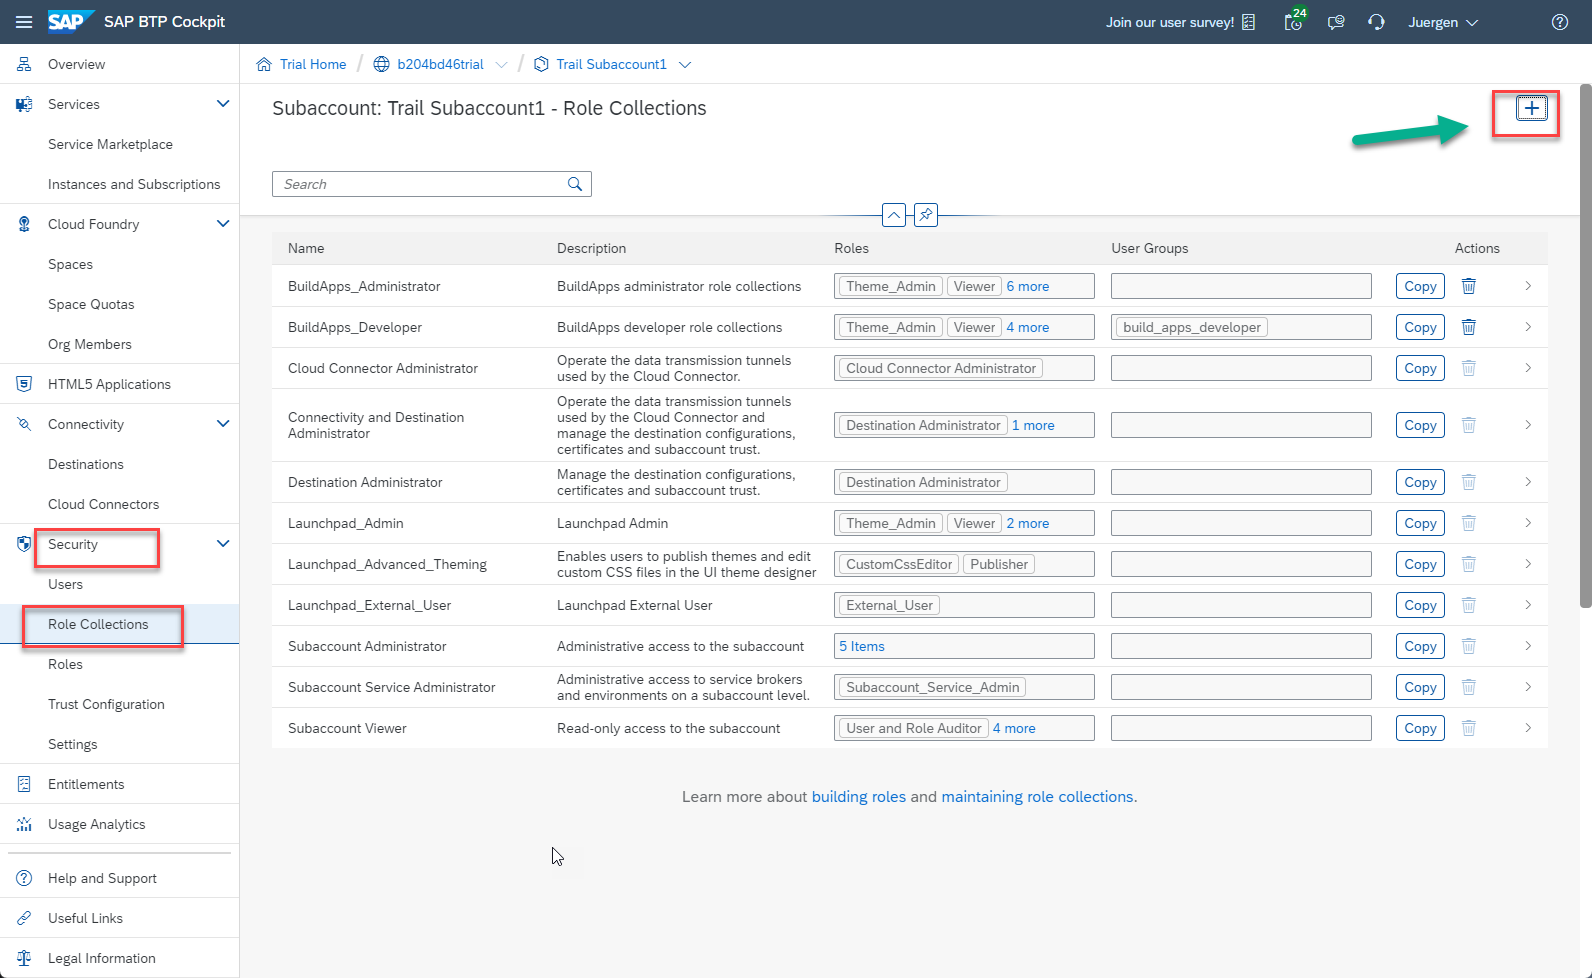 SAP SAP BTP Cockpit
Join our user survey! 24 Juergen
Overview
Services
Service Marketplace
Instances and Subscriptions
Cloud Foundry
Spaces
Space Quotas
Org Members
HTML5 Applications
Connectivity
Destinations
Cloud Connectors
Security
Users
Role Collections
Roles
Trust Configuration
Settings
Entitlements
Usage Analytics
Help and Support
Useful Links
Legal Information
Trial Home / b204bd46trial / Trail Subaccount1
Subaccount: Trail Subaccount1 - Role Collections
Search
Name Description Roles User Groups Actions
BuildApps_Administrator BuildApps administrator role collections Theme_Admin Viewer 6 more Copy
BuildApps_Developer BuildApps developer role collections Theme_Admin Viewer 4 more build_apps_developer Copy
Cloud Connector Administrator Operate the data transmission tunnels
used by the Cloud Connector. Cloud Connector Administrator Copy
Connectivity and Destination
Administrator Operate the data transmission tunnels
used by the Cloud Connector and
manage the destination configurations,
certificates and subaccount trust. Destination Administrator 1 more Copy
Destination Administrator Manage the destination configurations,
certificates and subaccount trust. Destination Administrator Copy
Launchpad_Admin Launchpad Admin Theme_Admin Viewer 2 more Copy
Launchpad_Advanced_Theming Enables users to publish themes and edit
custom CSS files in the UI theme designer CustomCssEditor Publisher Copy
Launchpad_External_User Launchpad External User External_User Copy
Subaccount Administrator Administrative access to the subaccount 5 Items Copy
Subaccount Service Administrator Administrative access to service brokers
and environments on a subaccount level. Subaccount_Service_Admin Copy
Subaccount Viewer Read-only access to the subaccount User and Role Auditor 4 more Copy
Learn more about building roles and maintaining role collections.